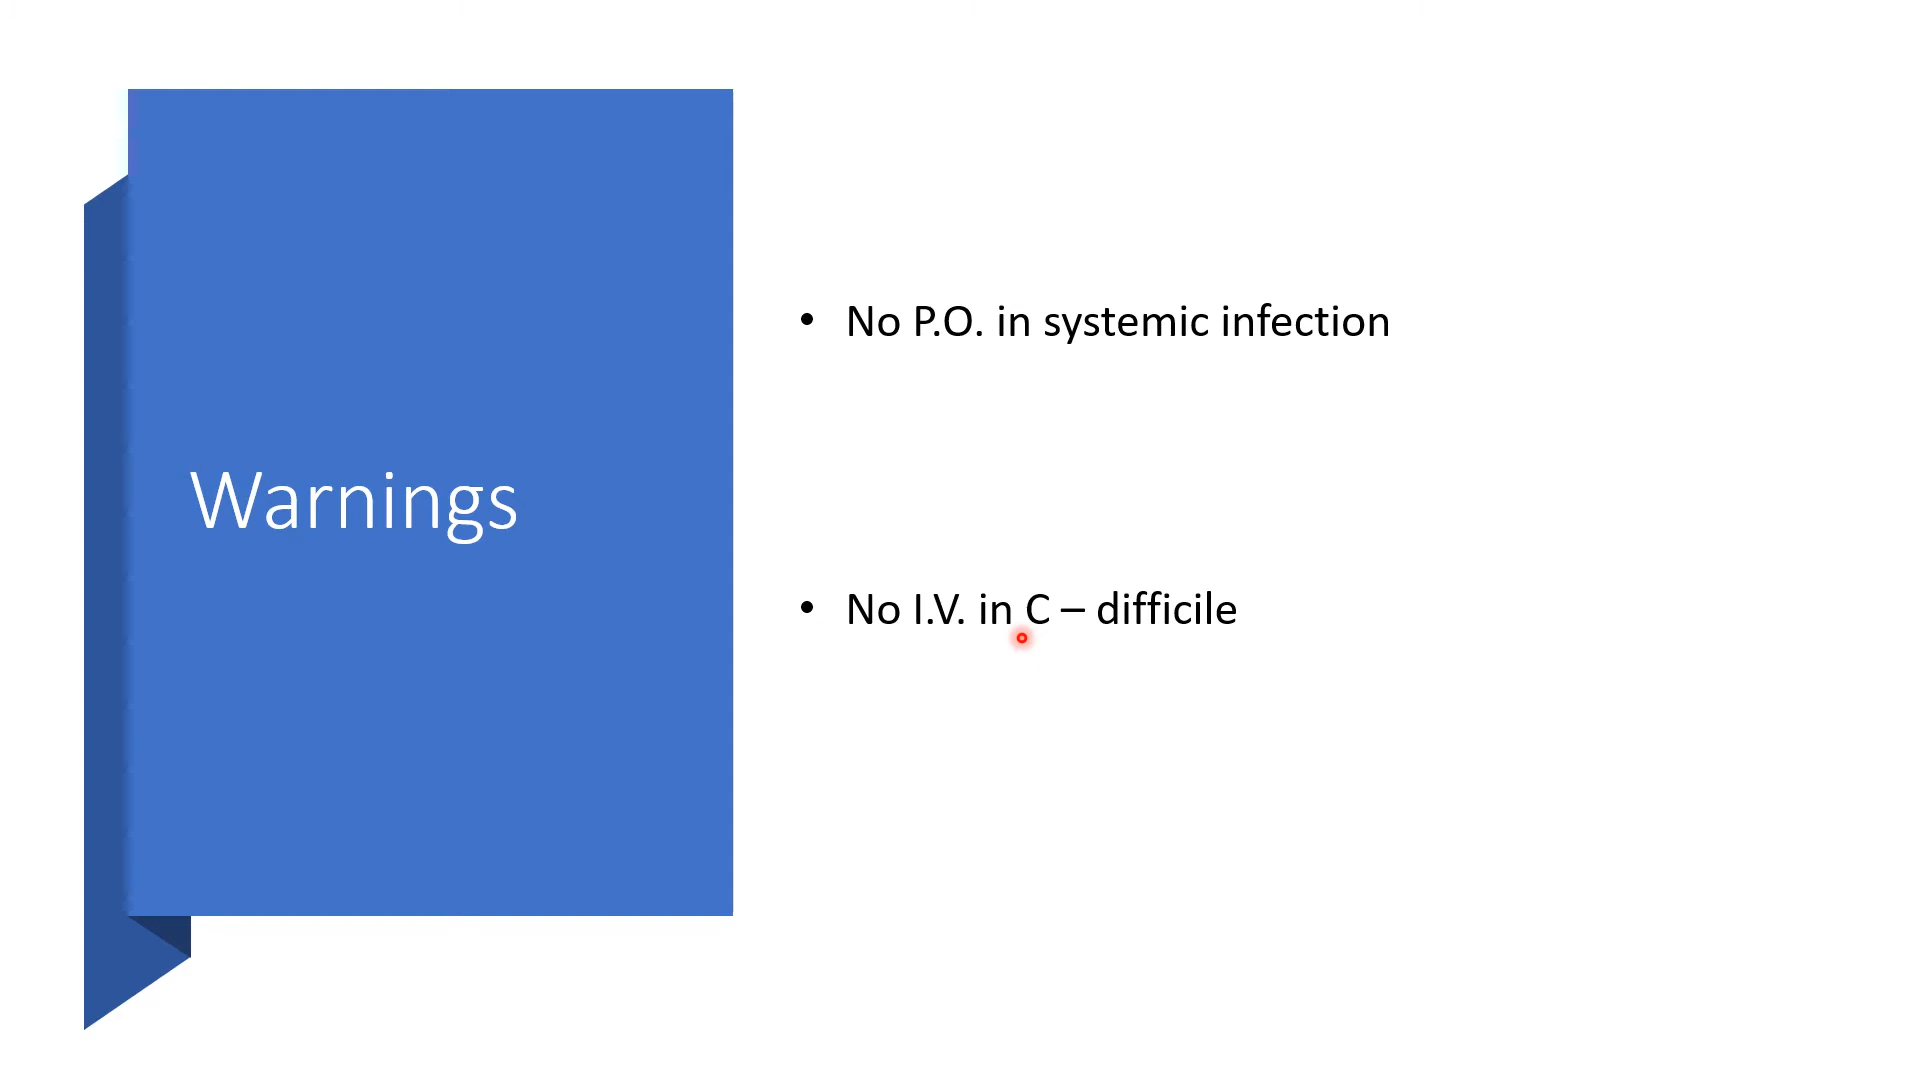 Warnings
• No P.O. in systemic infection
• No I.V. in C – difficile